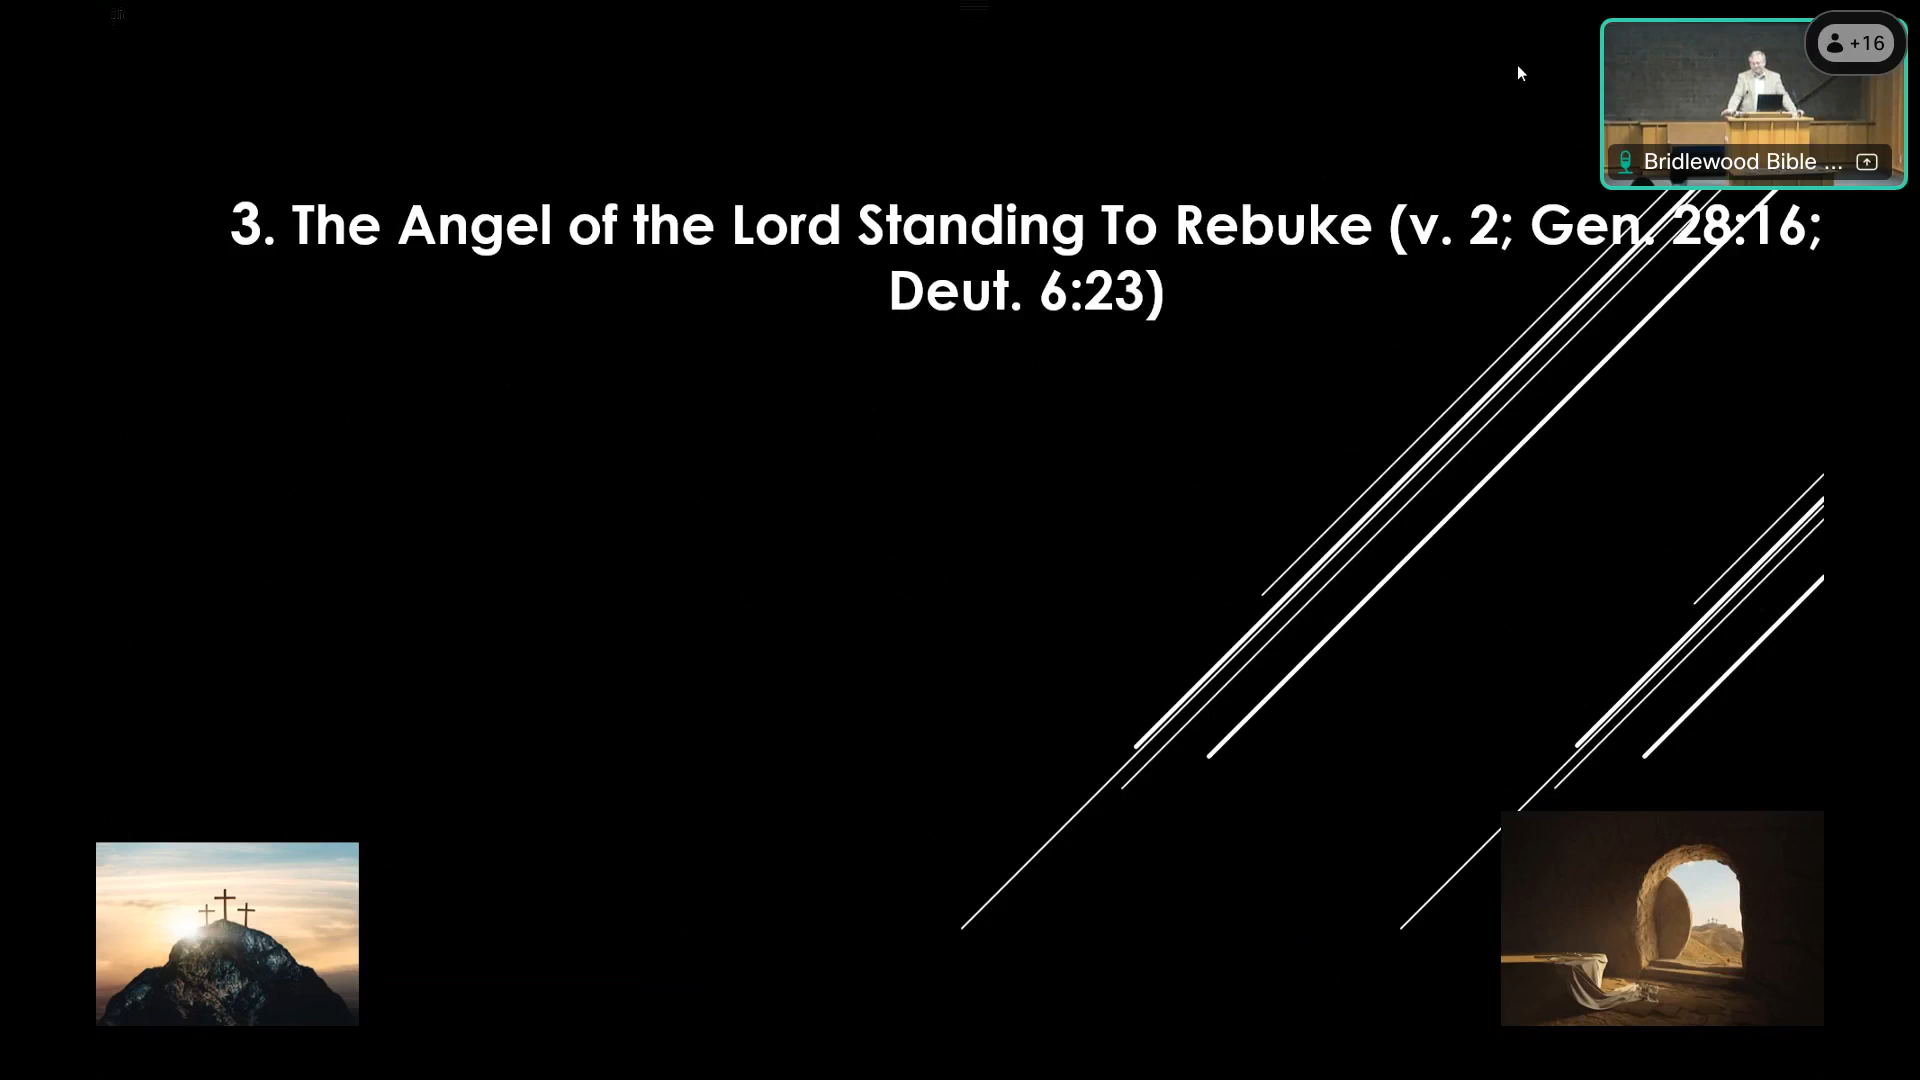 +16
Bridlewood Bible ...
3. The Angel of the Lord Standing To Rebuke (v. 2; Gen. 28:16;
Deut. 6:23)